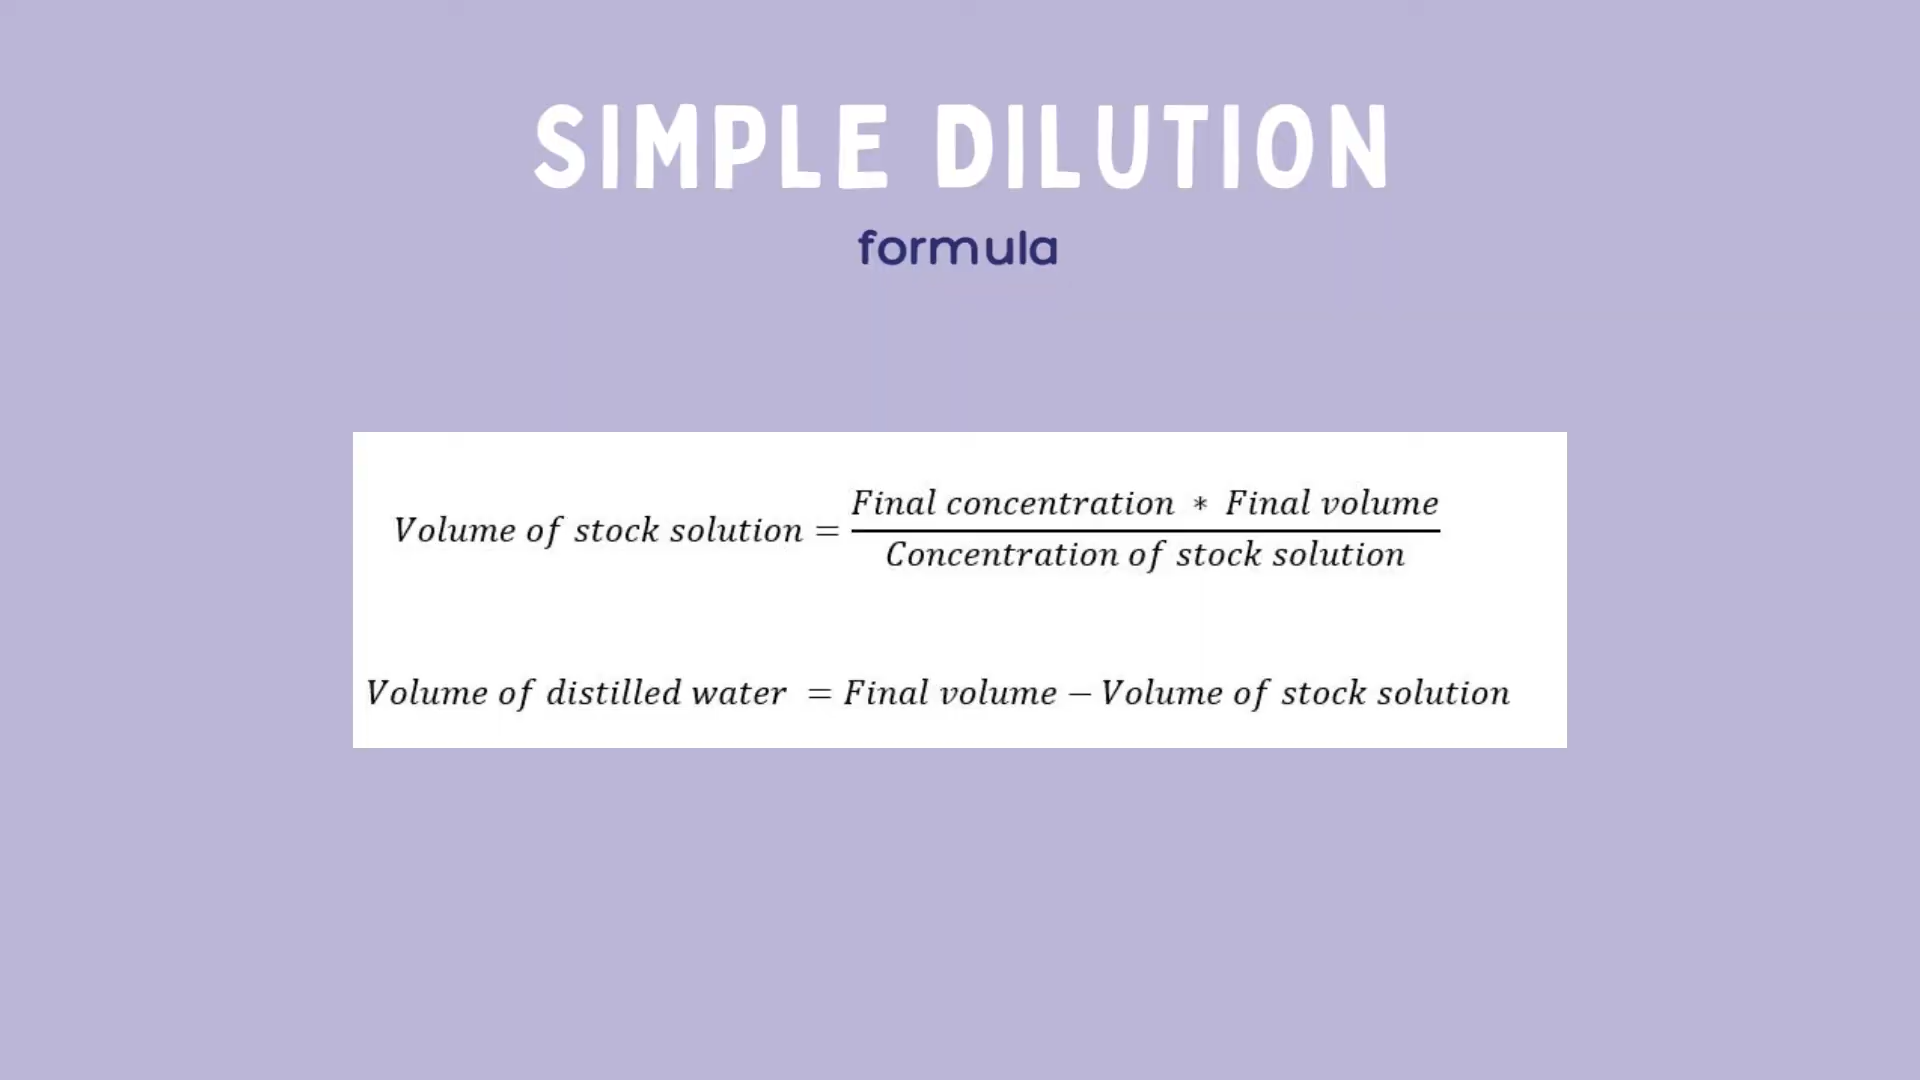 SIMPLE DILUTION
formula
Volume of stock solution = Final concentration * Final volume / Concentration of stock solution
Volume of distilled water = Final volume − Volume of stock solution